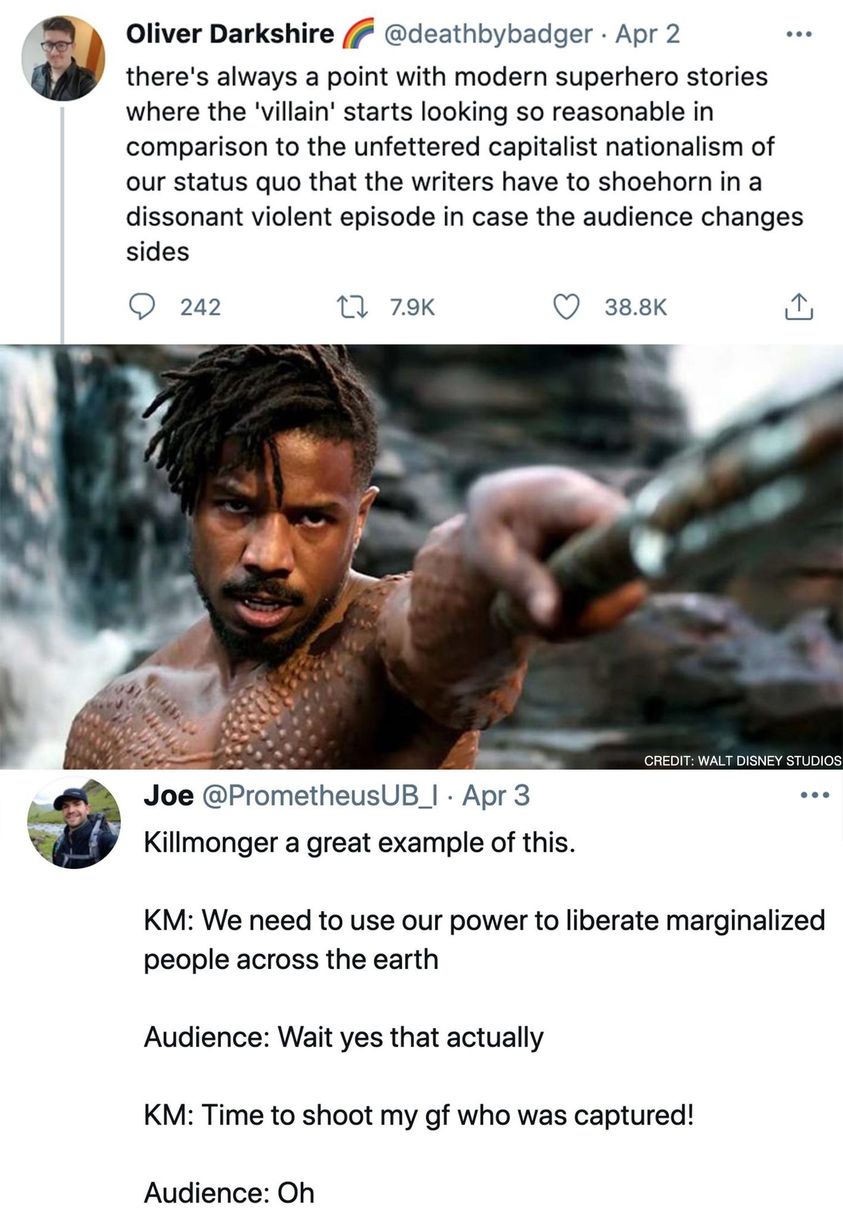 Oliver Darkshire 🌈 @deathbybadger · Apr 2
there's always a point with modern superhero stories
where the 'villain' starts looking so reasonable in
comparison to the unfettered capitalist nationalism of
our status quo that the writers have to shoehorn in a
dissonant violent episode in case the audience changes
sides
242 7.9K 38.8K
CREDIT: WALT DISNEY STUDIOS
Joe @PrometheusUB_I · Apr 3
Killmonger a great example of this.
KM: We need to use our power to liberate marginalized
people across the earth
Audience: Wait yes that actually
KM: Time to shoot my gf who was captured!
Audience: Oh